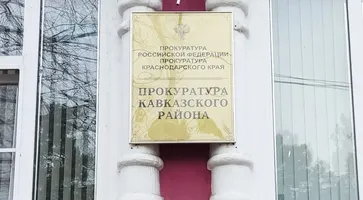 ПРОКУРАТУРА
РОССИЙСКОЙ ФЕДЕРАЦИИ
ПРОКУРАТУРА
КРАСНОДАРСКОГО КРАЯ
ПРОКУРАТУРА
КАВКАЗСКОГО
РАЙОНА